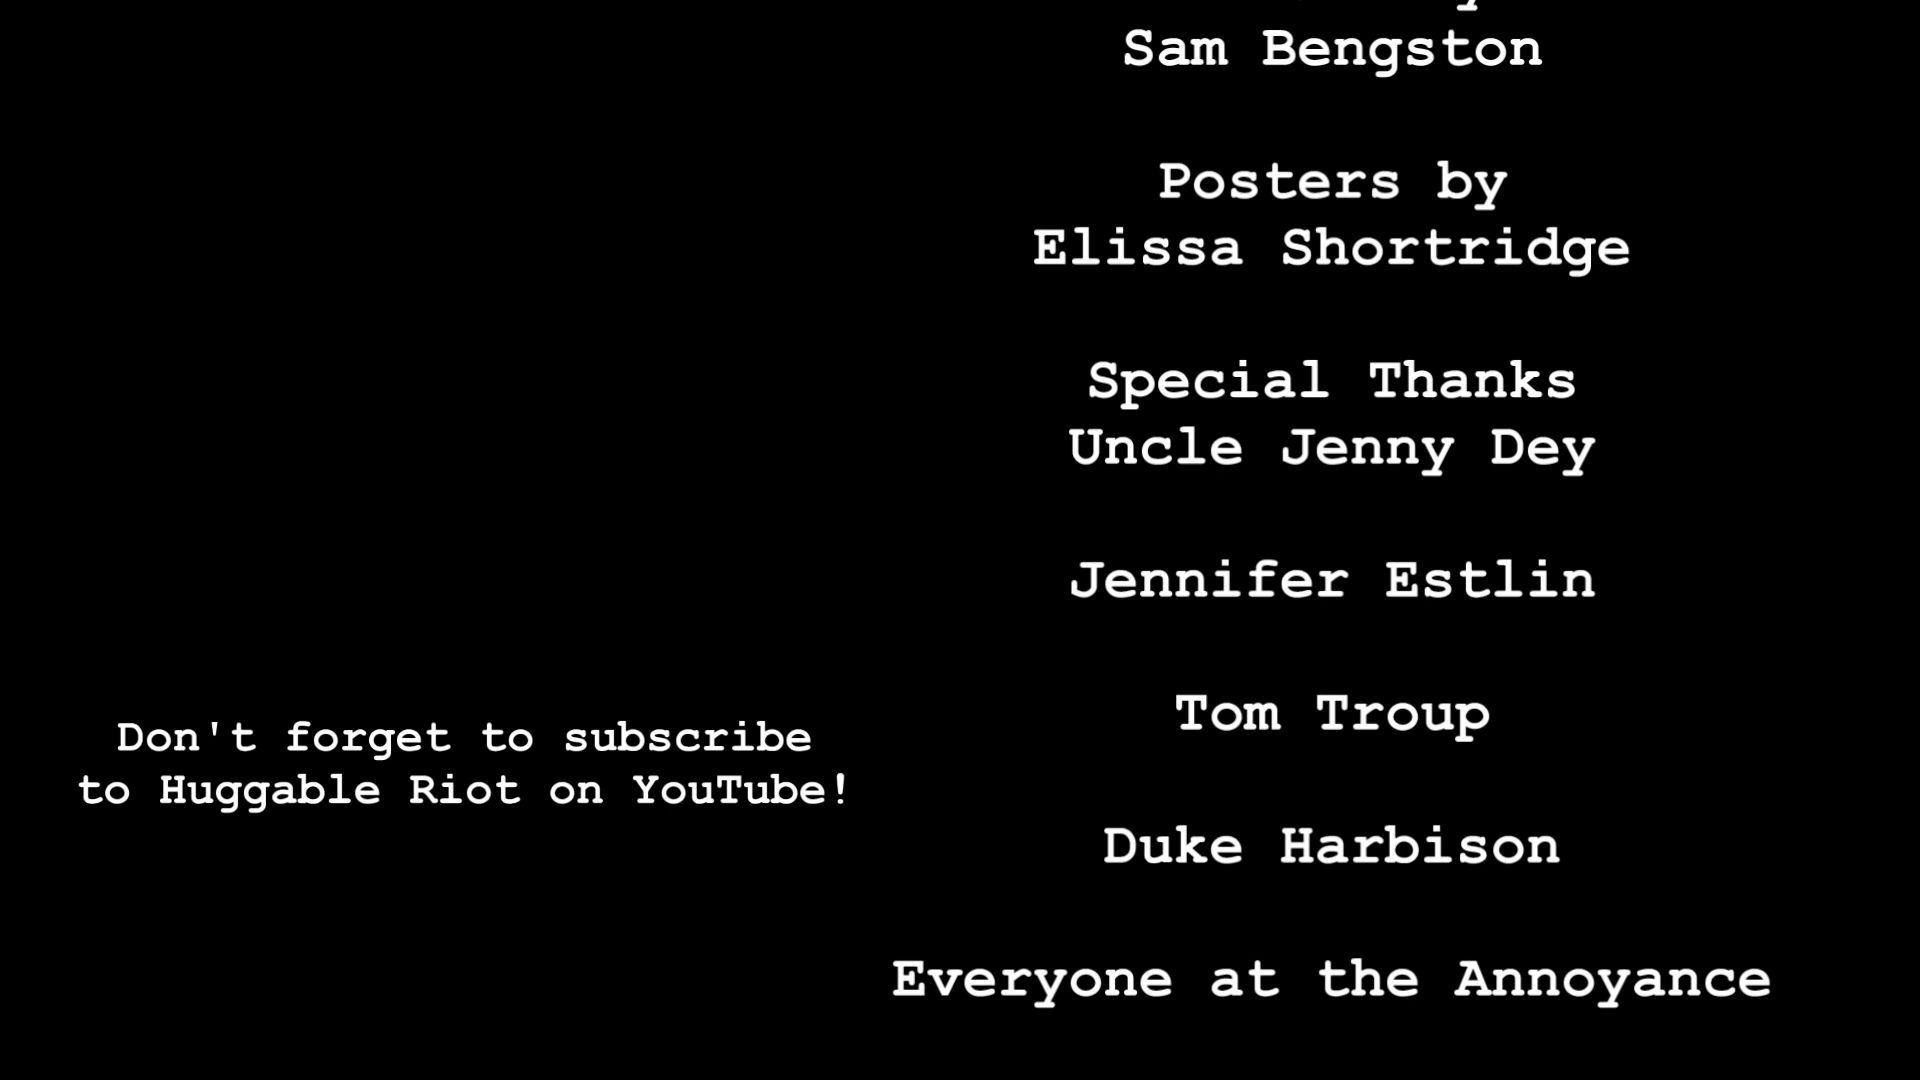 Sam Bengston
Posters by
Elissa Shortridge
Special Thanks
Uncle Jenny Dey
Jennifer Estlin
Tom Troup
Duke Harbison
Everyone at the Annoyance
Don't forget to subscribe
to Huggable Riot on YouTube!